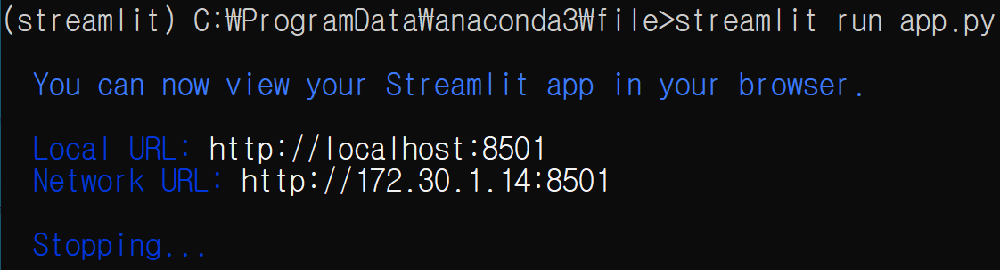 (streamlit) C:₩ProgramData₩anaconda3₩file>streamlit run app.py
You can now view your Streamlit app in your browser.
Local URL: http://localhost:8501
Network URL: http://172.30.1.14:8501
Stopping...